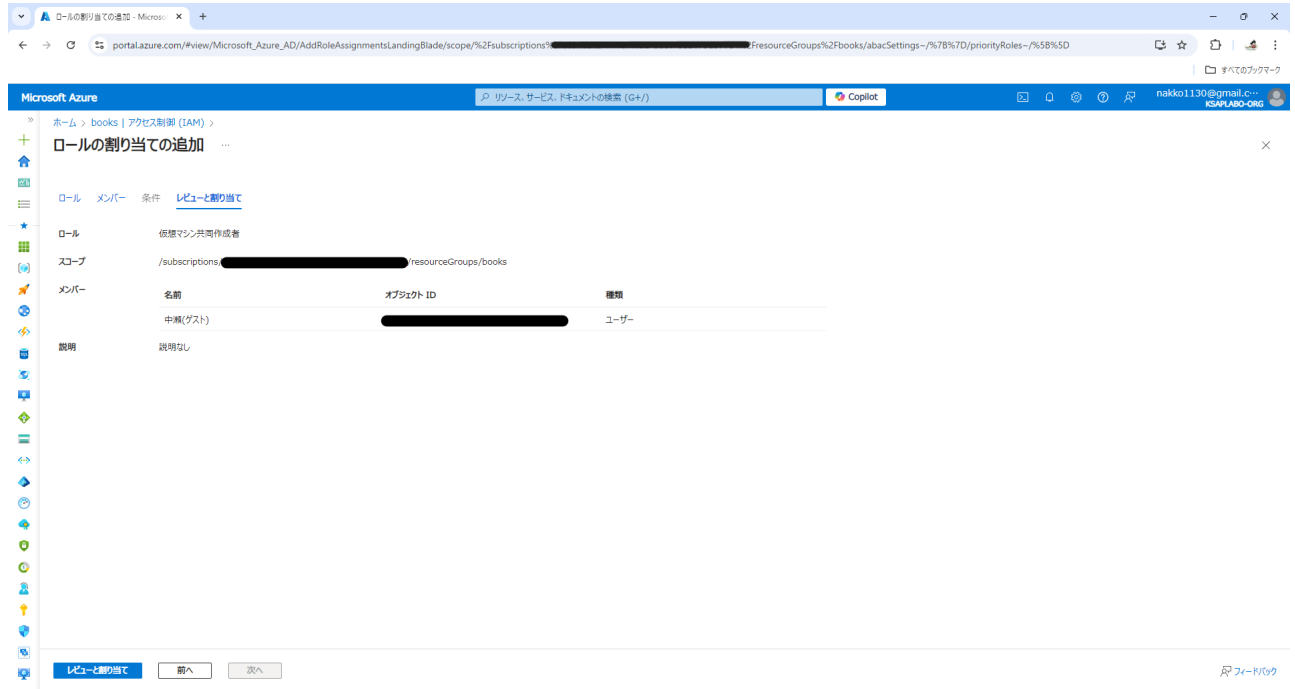 ロールの割り当ての追加 - Microso
portal.azure.com/#view/Microsoft_Azure_AD/AddRoleAssignmentsLandingBlade/scope/%2Fsubscriptions% FresourceGroups%2Fbooks/abacSettings~/%7B%7D/priorityRoles~/%5B%5D
すべてのブックマーク
Microsoft Azure
リソース、サービス、ドキュメントの検索 (G+/)
Copilot
nakko1130@gmail.c…
KSAPLABO-ORG
ホーム > books | アクセス制御 (IAM) >
ロールの割り当ての追加 …
ロール メンバー 条件 レビューと割り当て
ロール 仮想マシン共同作成者
スコープ /subscriptions/ /resourceGroups/books
メンバー
名前 オブジェクト ID 種類
中瀬(ゲスト) ユーザー
説明 説明なし
レビューと割り当て 前へ 次へ
フィードバック